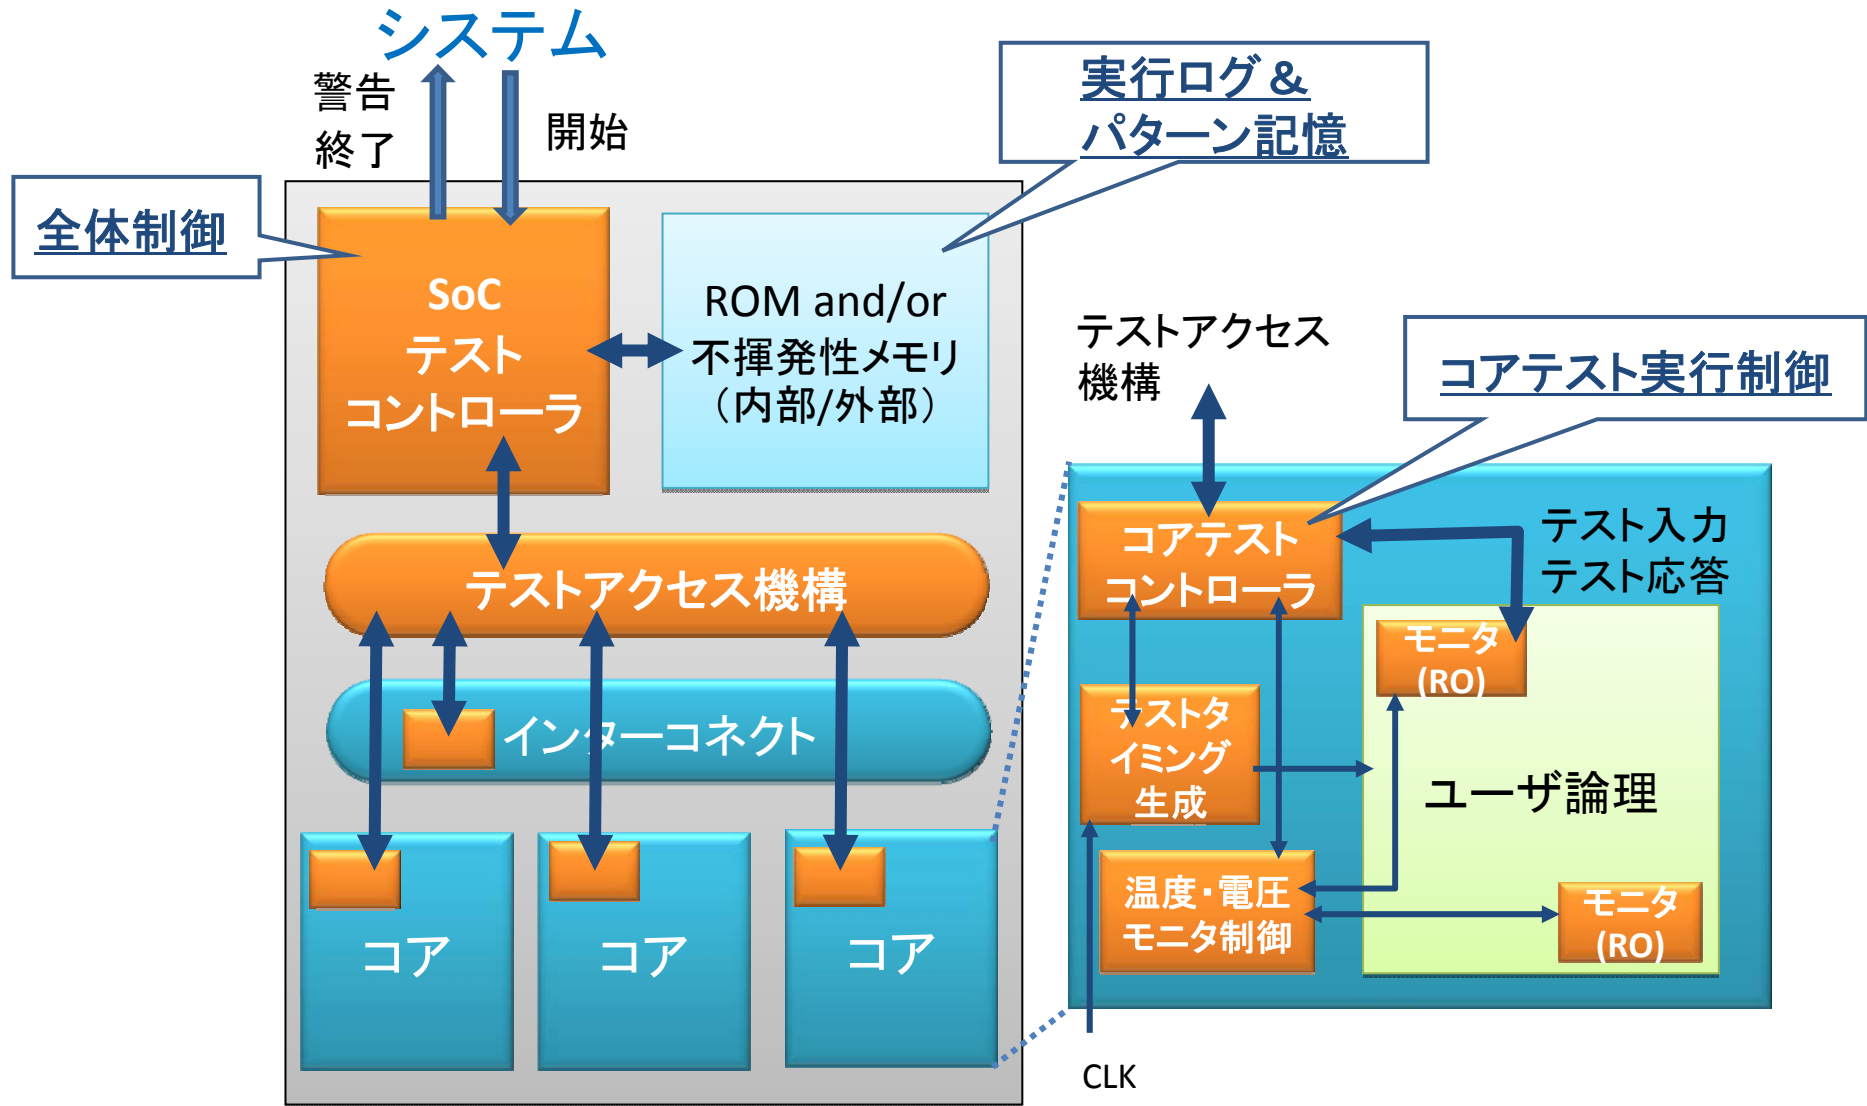 システム
警告
終了
開始
実行ログ＆
パターン記憶
全体制御
SoC
テスト
コントローラ
ROM and/or
不揮発性メモリ
（内部/外部）
テストアクセス機構
インターコネクト
コア
コア
コア
テストアクセス
機構
コアテスト実行制御
コアテスト
コントローラ
テスト入力
テスト応答
モニタ
(RO)
テストタ
イミング
生成
ユーザ論理
温度・電圧
モニタ制御
モニタ
(RO)
CLK